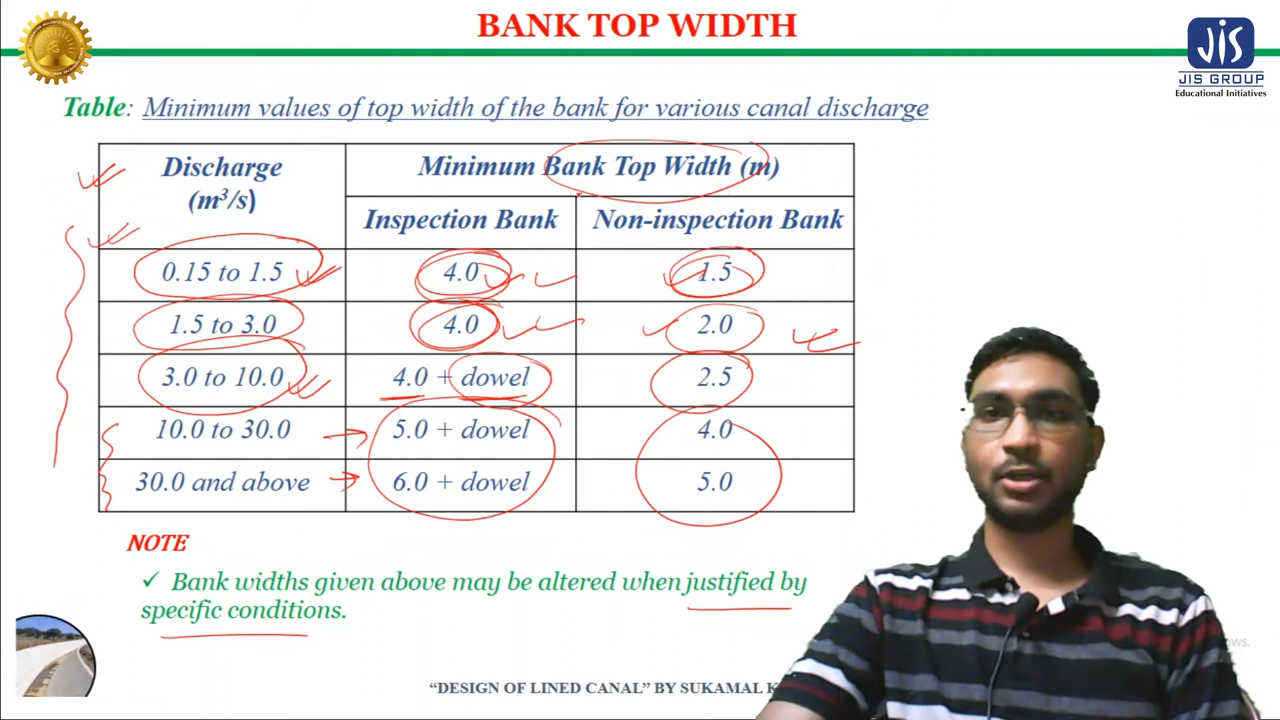 BANK TOP WIDTH
JIS
JIS GROUP
Educational Initiatives
Table: Minimum values of top width of the bank for various canal discharge
Discharge (m³/s)
Minimum Bank Top Width (m)
Inspection Bank Non-inspection Bank
0.15 to 1.5 4.0 1.5
1.5 to 3.0 4.0 2.0
3.0 to 10.0 4.0 + dowel 2.5
10.0 to 30.0 5.0 + dowel 4.0
30.0 and above 6.0 + dowel 5.0
NOTE
✓ Bank widths given above may be altered when justified by
specific conditions.
"DESIGN OF LINED CANAL" BY SUKAMAL